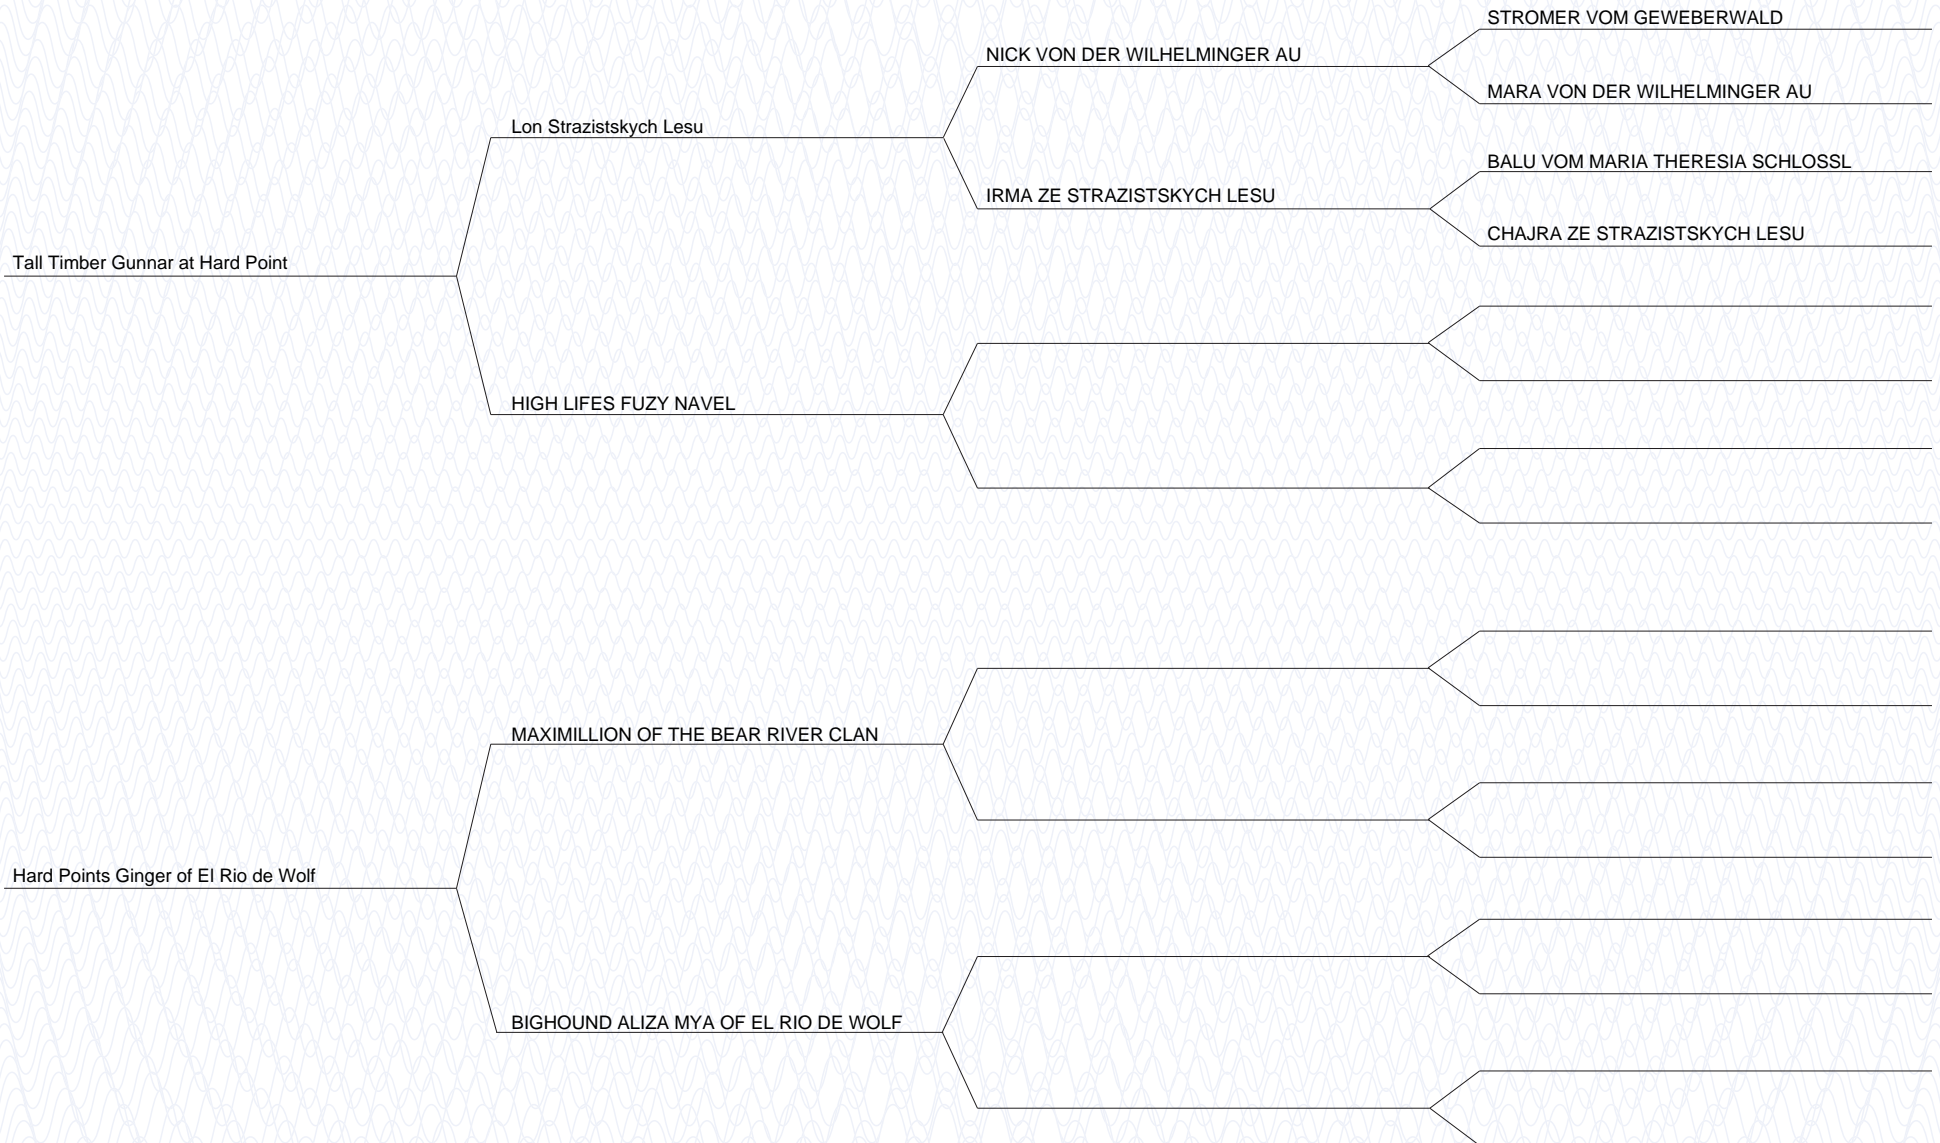 STROMER VOM GEWEBERWALD
NICK VON DER WILHELMINGER AU
MARA VON DER WILHELMINGER AU
Lon Strazistskych Lesu
BALU VOM MARIA THERESIA SCHLOSSL
IRMA ZE STRAZISTSKYCH LESU
CHAJRA ZE STRAZISTSKYCH LESU
Tall Timber Gunnar at Hard Point
HIGH LIFES FUZY NAVEL
MAXIMILLION OF THE BEAR RIVER CLAN
Hard Points Ginger of El Rio de Wolf
BIGHOUND ALIZA MYA OF EL RIO DE WOLF